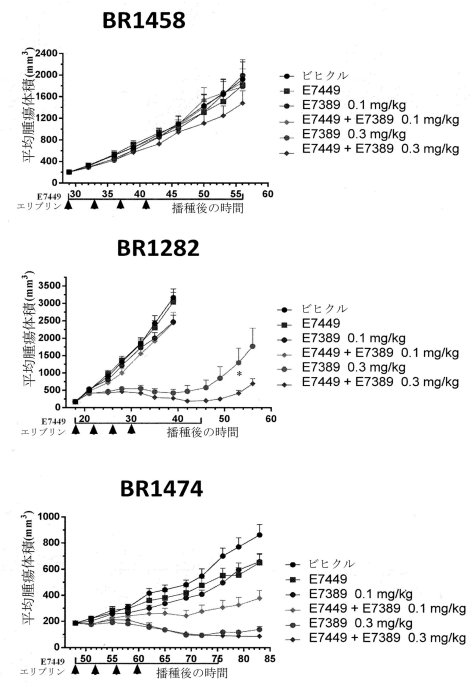 BR1458
平均腫瘍体積(mm³)
2400
2000
1600
1200
800
400
0
30 35 40 45 50 55 60
E7449
エリブリン
播種後の時間
ビヒクル
E7449
E7389 0.1 mg/kg
E7449 + E7389 0.1 mg/kg
E7389 0.3 mg/kg
E7449 + E7389 0.3 mg/kg
BR1282
平均腫瘍体積(mm³)
3500
3000
2500
2000
1500
1000
500
0
20 30 40 50 60
*
E7449
エリブリン
播種後の時間
ビヒクル
E7449
E7389 0.1 mg/kg
E7449 + E7389 0.1 mg/kg
E7389 0.3 mg/kg
E7449 + E7389 0.3 mg/kg
BR1474
平均腫瘍体積(mm³)
1000
800
600
400
200
0
50 55 60 65 70 75 80 85
E7449
エリブリン
播種後の時間
ビヒクル
E7449
E7389 0.1 mg/kg
E7449 + E7389 0.1 mg/kg
E7389 0.3 mg/kg
E7449 + E7389 0.3 mg/kg